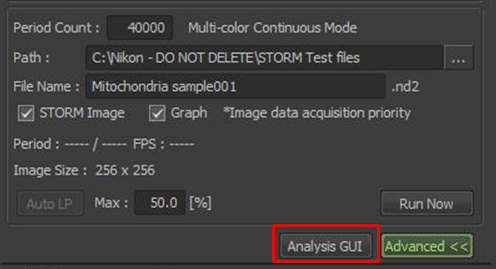 Period Count : 40000 Multi-color Continuous Mode
Path : C:\Nikon - DO NOT DELETE\STORM Test files ...
File Name : Mitochondria sample001 .nd2
STORM Image Graph *Image data acquisition priority
Period : ----- / ----- FPS : -----
Image Size : 256 x 256
Auto LP Max : 50.0 [%] Run Now
Analysis GUI Advanced <<